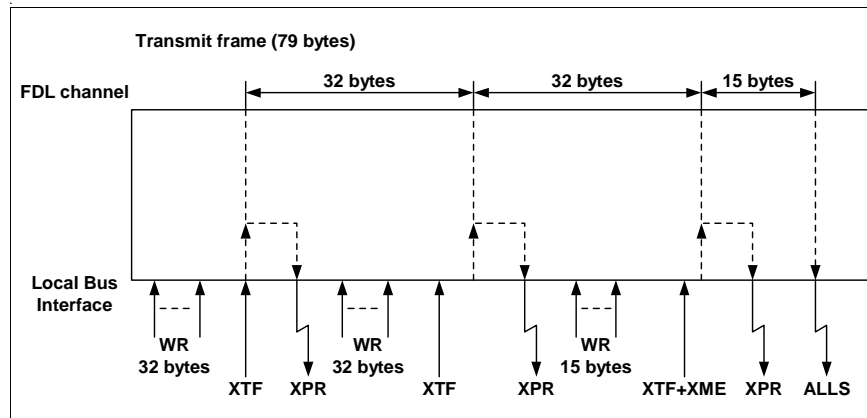 Transmit frame (79 bytes)
32 bytes
32 bytes
15 bytes
FDL channel
Local Bus
Interface
WR
32 bytes
WR
32 bytes
WR
15 bytes
XTF
XPR
XTF
XPR
XTF+XME
XPR
ALLS